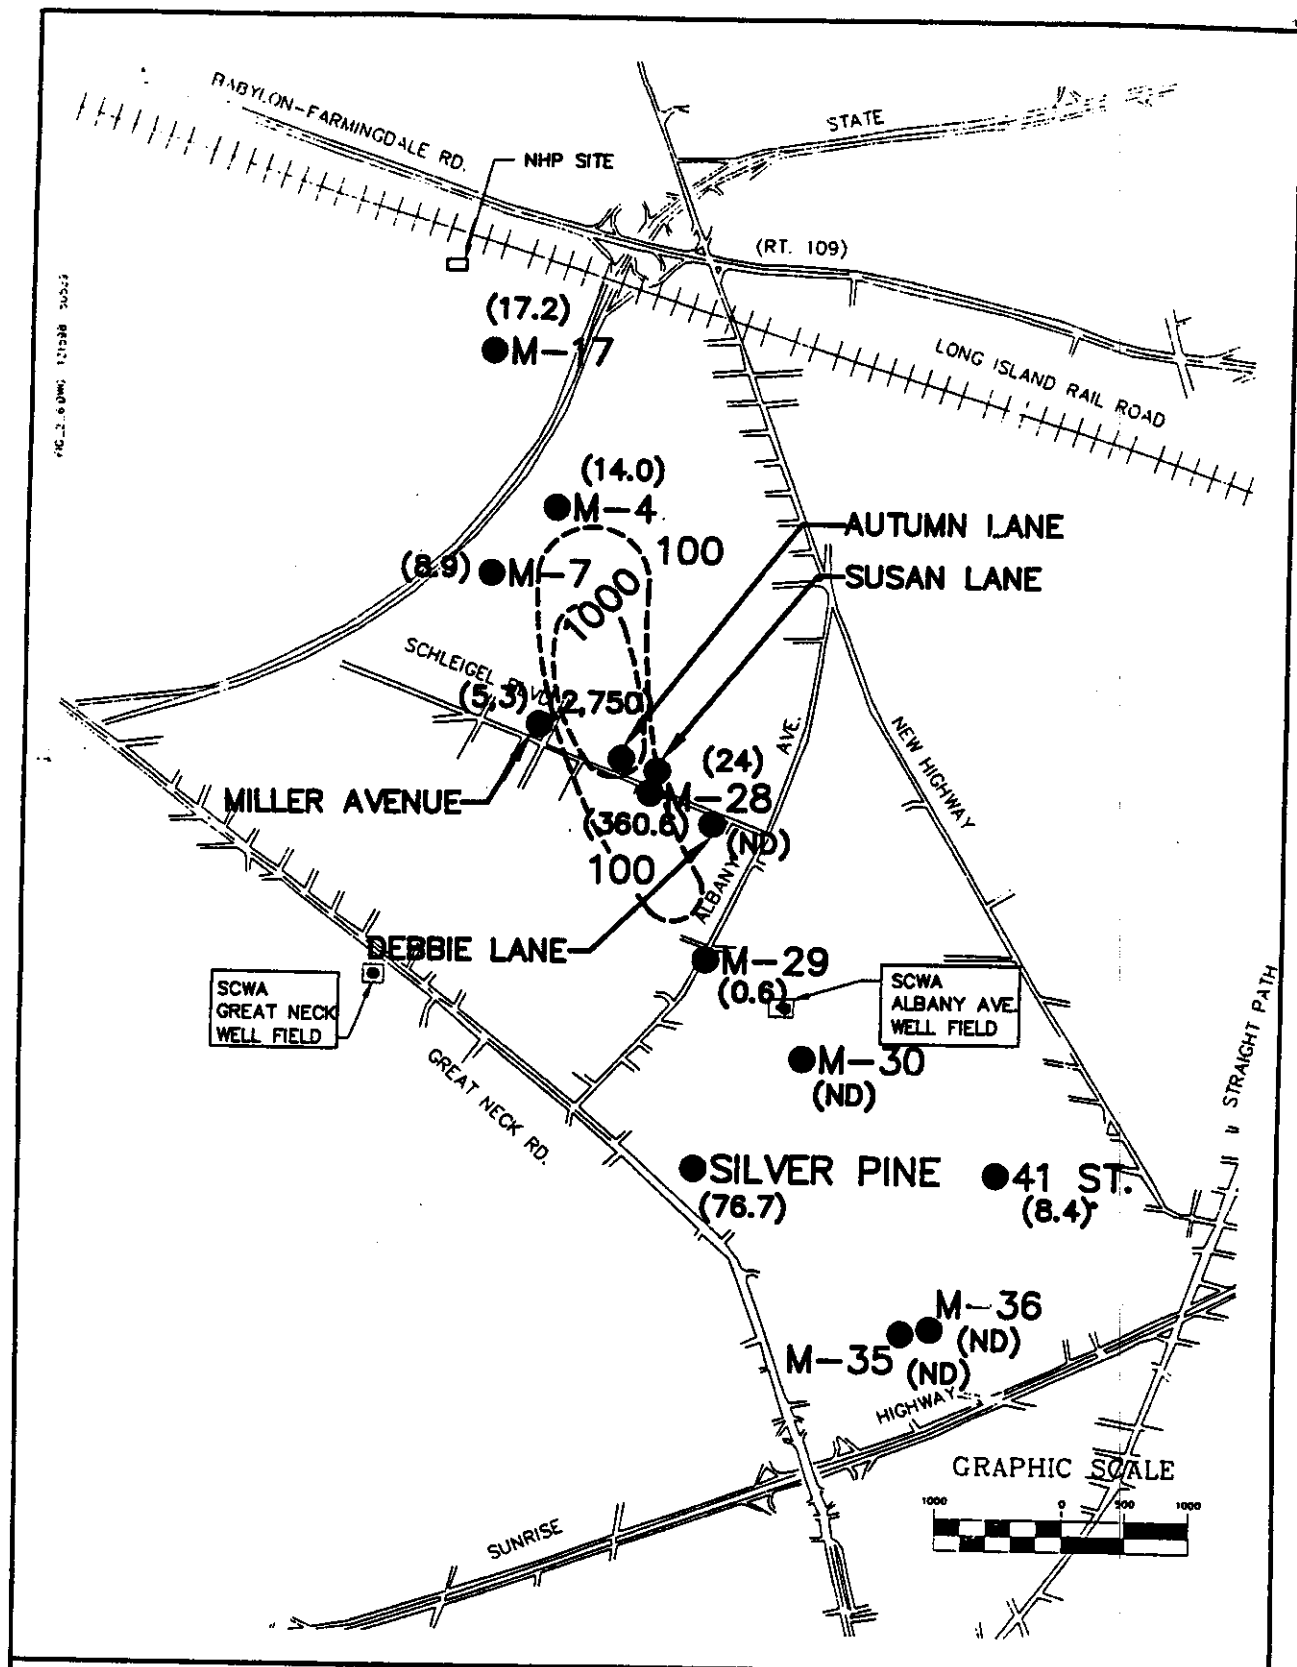 BABYLON-FARMINGDALE RD.
STATE
NHP SITE
(RT. 109)
(17.2)
M-17
LONG ISLAND RAIL ROAD
(14.0)
M-4
AUTUMN LANE
100
(8.9)
M-7
SUSAN LANE
1000
SCHLEIGEL BLVD.
(5.3)
2,750
AVE.
NEW HIGHWAY
(24)
MILLER AVENUE
M-28
(360.6)
(ND)
100
ALBANY
DEBBIE LANE
M-29
(0.6)
SCWA
GREAT NECK
WELL FIELD
SCWA
ALBANY AVE.
WELL FIELD
STRAIGHT PATH
M-30
(ND)
GREAT NECK RD.
SILVER PINE
(76.7)
41 ST.
(8.4)
M-36
(ND)
M-35
(ND)
HIGHWAY
GRAPHIC SCALE
1000 0 500 1000
SUNRISE